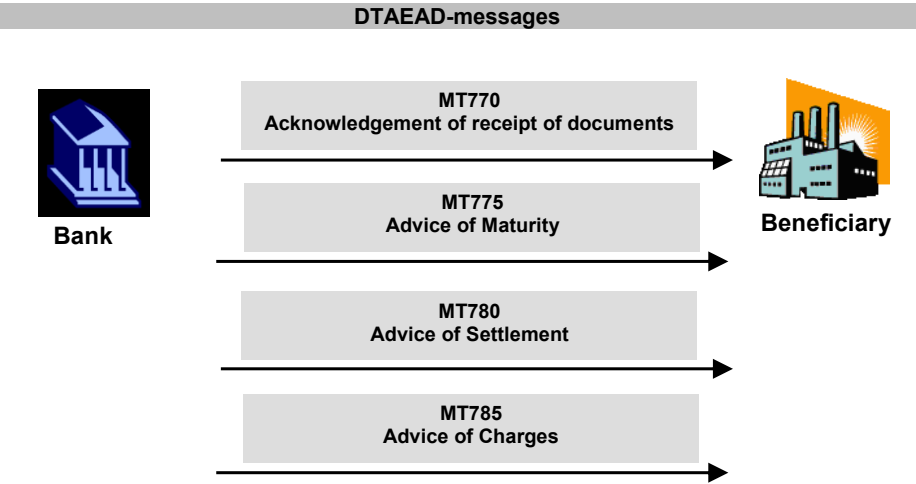 DTAEAD-messages
MT770
Acknowledgement of receipt of documents
Bank
MT775
Advice of Maturity
Beneficiary
MT780
Advice of Settlement
MT785
Advice of Charges